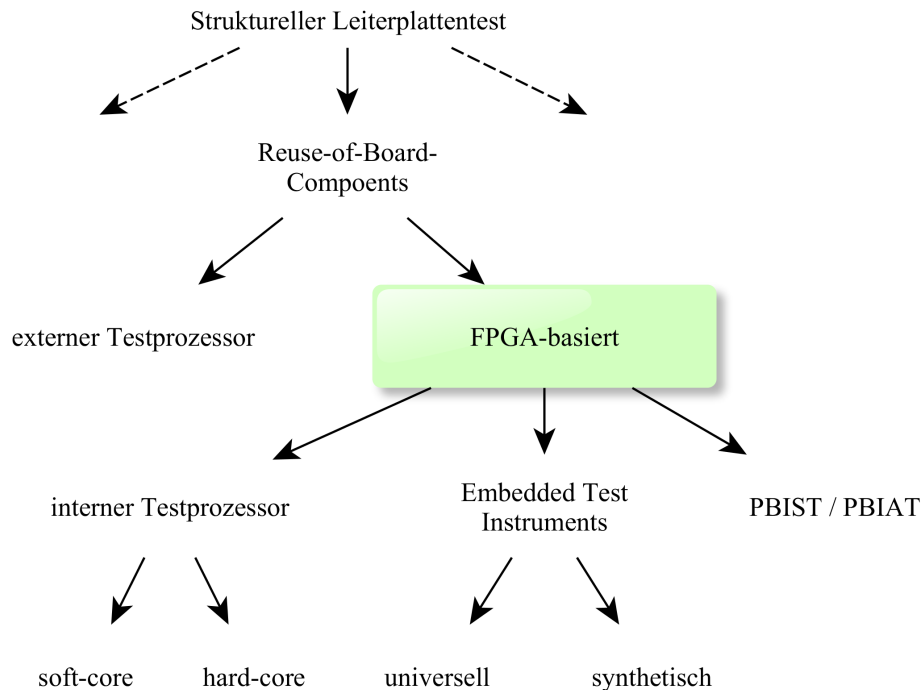 Struktureller Leiterplattentest
Reuse-of-Board-
Compoents
externer Testprozessor
FPGA-basiert
interner Testprozessor
Embedded Test
Instruments
PBIST / PBIAT
soft-core
hard-core
universell
synthetisch